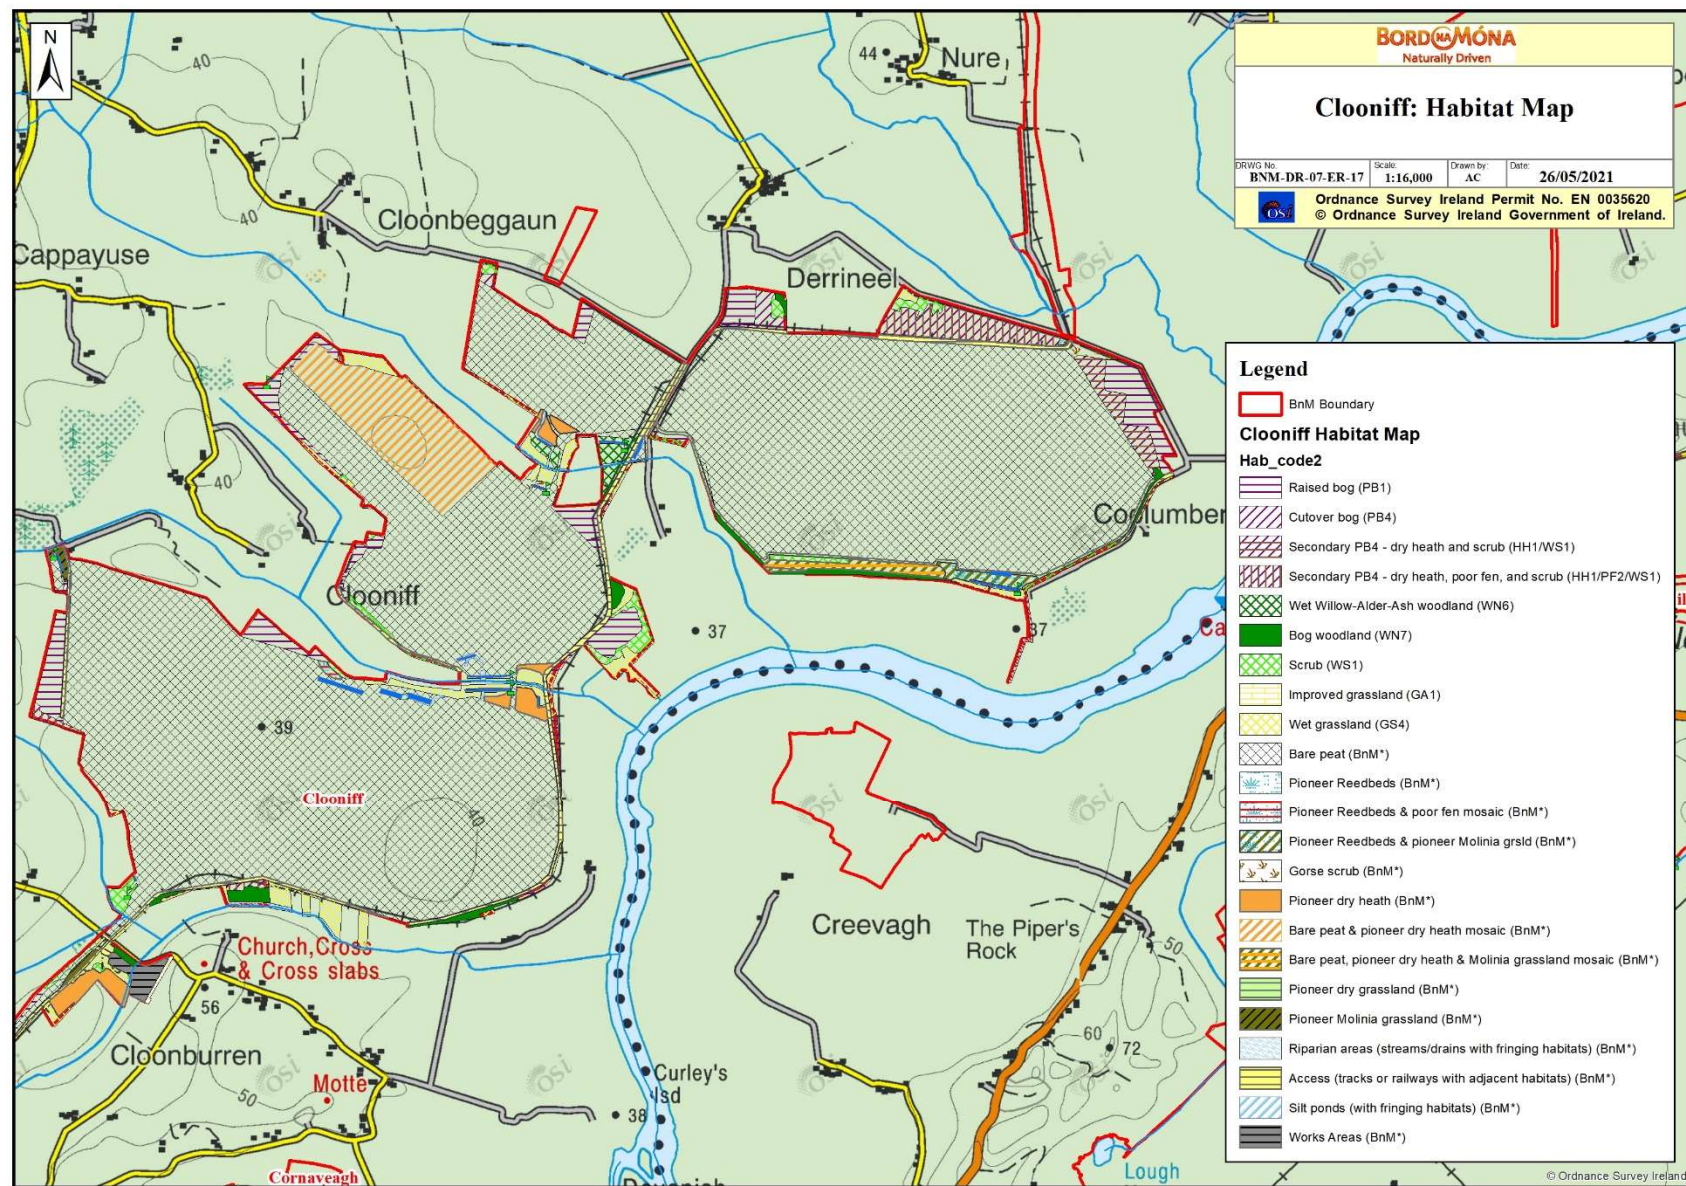 N
44
Nure
40
40
40
Cloonbeggaun
Cappayuse
Derrineel
40
Coolumber
Clooniff
37
37
Ca
39
Clooniff
40
Creevagh
The Piper's
Rock
50
Church,Cross
& Cross slabs
56
Cloonburren
60
72
Motte
50
Curley's
Isd
38
Cornaveagh
Lough
osi
BORD NA MÓNA
Naturally Driven
Clooniff: Habitat Map
DRWG No.
BNM-DR-07-ER-17
Scale:
1:16,000
Drawn by:
AC
Date:
26/05/2021
OSi
Ordnance Survey Ireland Permit No. EN 0035620
© Ordnance Survey Ireland Government of Ireland.
Legend
BnM Boundary
Clooniff Habitat Map
Hab_code2
Raised bog (PB1)
Cutover bog (PB4)
Secondary PB4 - dry heath and scrub (HH1/WS1)
Secondary PB4 - dry heath, poor fen, and scrub (HH1/PF2/WS1)
Wet Willow-Alder-Ash woodland (WN6)
Bog woodland (WN7)
Scrub (WS1)
Improved grassland (GA1)
Wet grassland (GS4)
Bare peat (BnM*)
Pioneer Reedbeds (BnM*)
Pioneer Reedbeds & poor fen mosaic (BnM*)
Pioneer Reedbeds & pioneer Molinia grsld (BnM*)
Gorse scrub (BnM*)
Pioneer dry heath (BnM*)
Bare peat & pioneer dry heath mosaic (BnM*)
Bare peat, pioneer dry heath & Molinia grassland mosaic (BnM*)
Pioneer dry grassland (BnM*)
Pioneer Molinia grassland (BnM*)
Riparian areas (streams/drains with fringing habitats) (BnM*)
Access (tracks or railways with adjacent habitats) (BnM*)
Silt ponds (with fringing habitats) (BnM*)
Works Areas (BnM*)
© Ordnance Survey Ireland